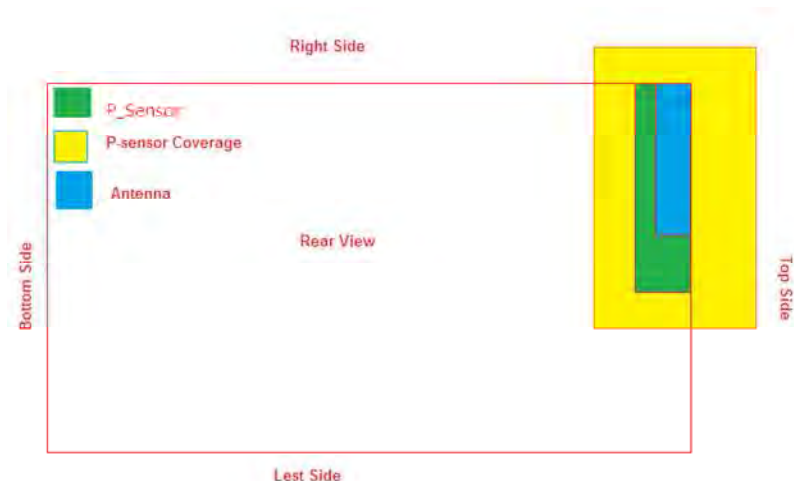 Right Side
P_Sensor
P-sensor Coverage
Antenna
Rear View
Bottom Side
Top Side
Lest Side